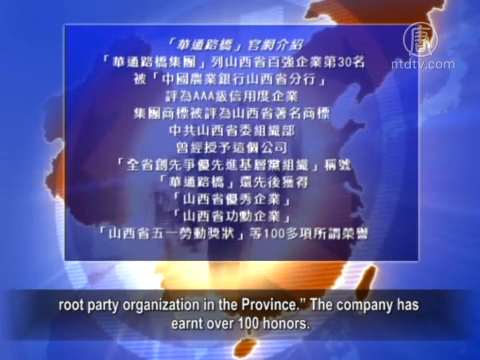 「華通路橋」官網介紹
「華通路橋集團」列山西省百強企業第30名
被「中國農業銀行山西省分行」
評為AAA級信用度企業
集團商標被評為山西省著名商標
中共山西省委組織部
曾經授予這個公司
「全省創先爭優先進基層黨組織」稱號
「華通路橋」還先後獲得
「山西省優秀企業」
「山西省功勳企業」
「山西省五一勞動獎狀」等100多項所謂榮譽
ntdtv.com
root party organization in the Province.” The company has
earnt over 100 honors.